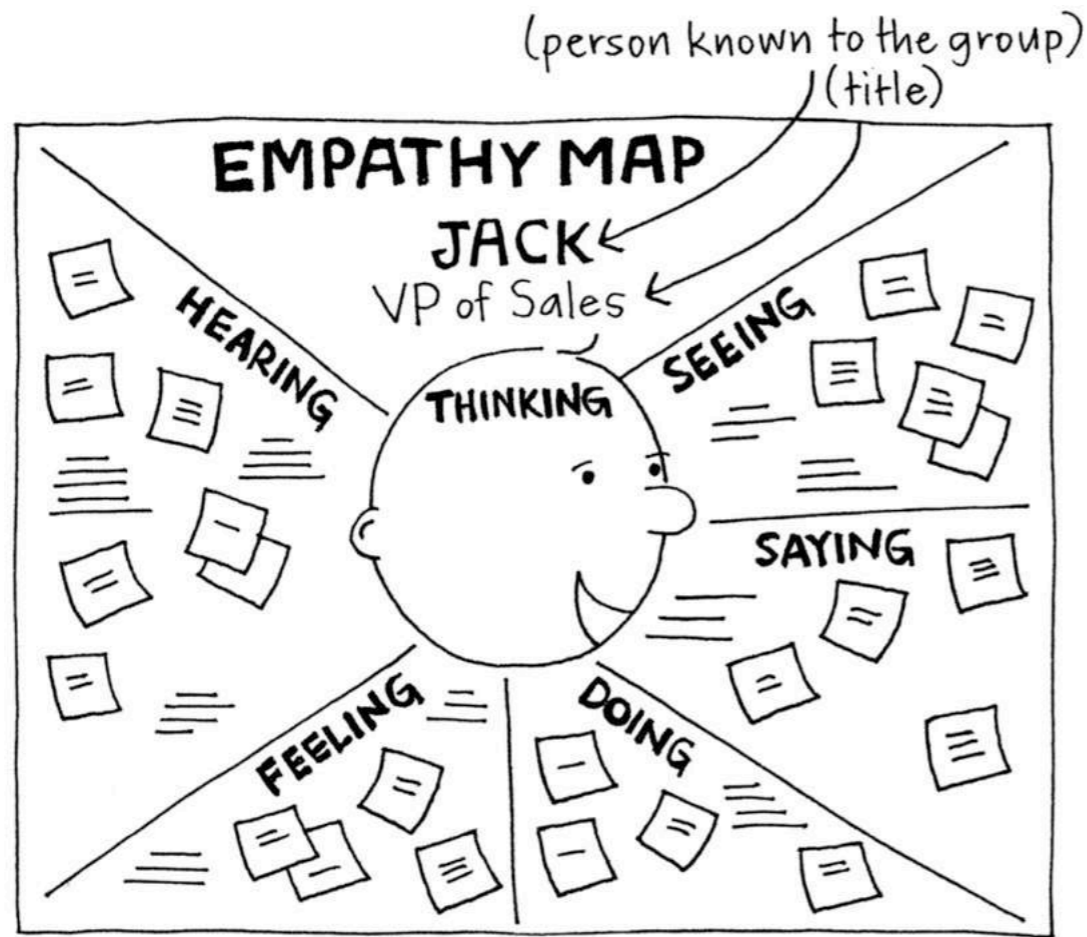 (person known to the group)
(title)
EMPATHY MAP
JACK
VP of Sales
HEARING
THINKING
SEEING
SAYING
FEELING
DOING